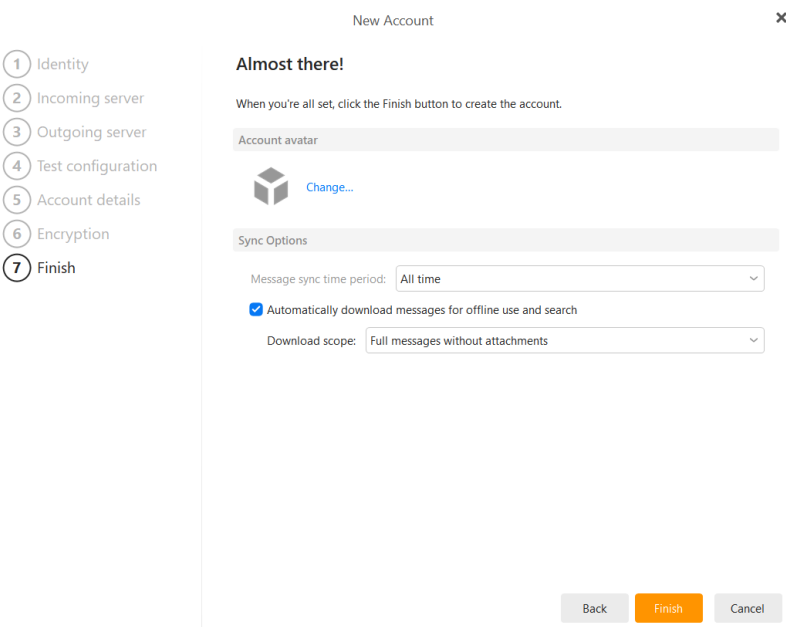 New Account
1 Identity
2 Incoming server
3 Outgoing server
4 Test configuration
5 Account details
6 Encryption
7 Finish
Almost there!
When you're all set, click the Finish button to create the account.
Account avatar
Change...
Sync Options
Message sync time period: All time
Automatically download messages for offline use and search
Download scope: Full messages without attachments
Back Finish Cancel